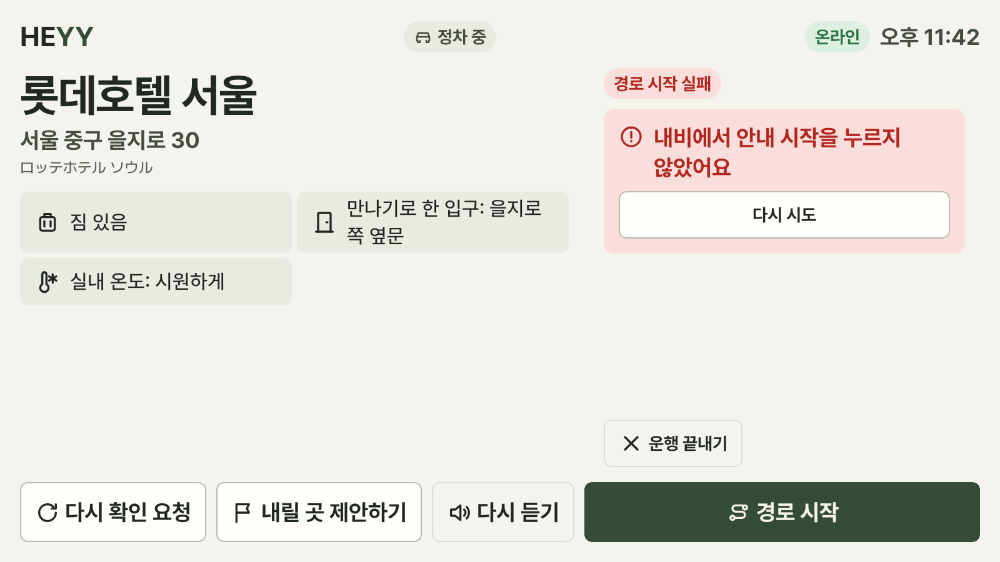 HEYY
정차 중
온라인
오후 11:42
롯데호텔 서울
서울 중구 을지로 30
ロッテホテル ソウル
짐 있음
만나기로 한 입구: 을지로
쪽 옆문
실내 온도: 시원하게
경로 시작 실패
내비에서 안내 시작을 누르지
않았어요
다시 시도
운행 끝내기
다시 확인 요청
내릴 곳 제안하기
다시 듣기
경로 시작